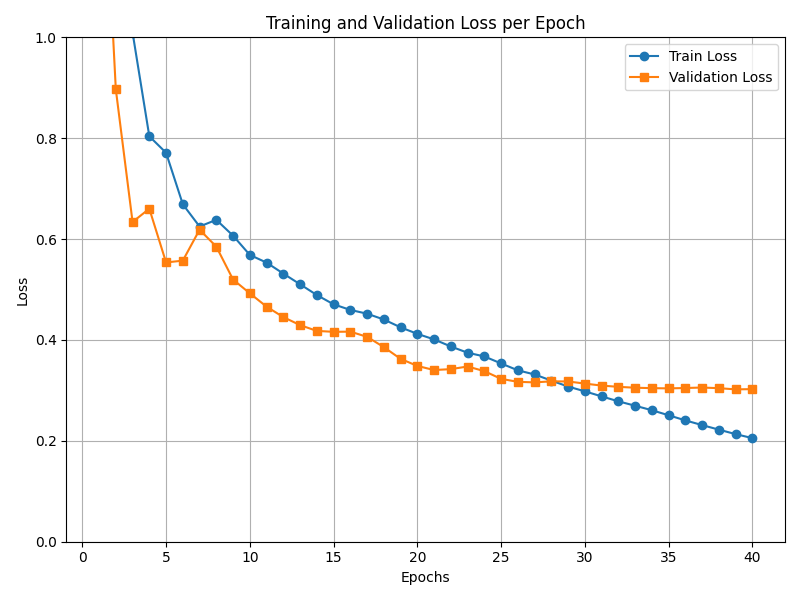 Training and Validation Loss per Epoch
Train Loss
Validation Loss
1.0
0.8
0.6
0.4
0.2
0.0
Loss
0 5 10 15 20 25 30 35 40
Epochs